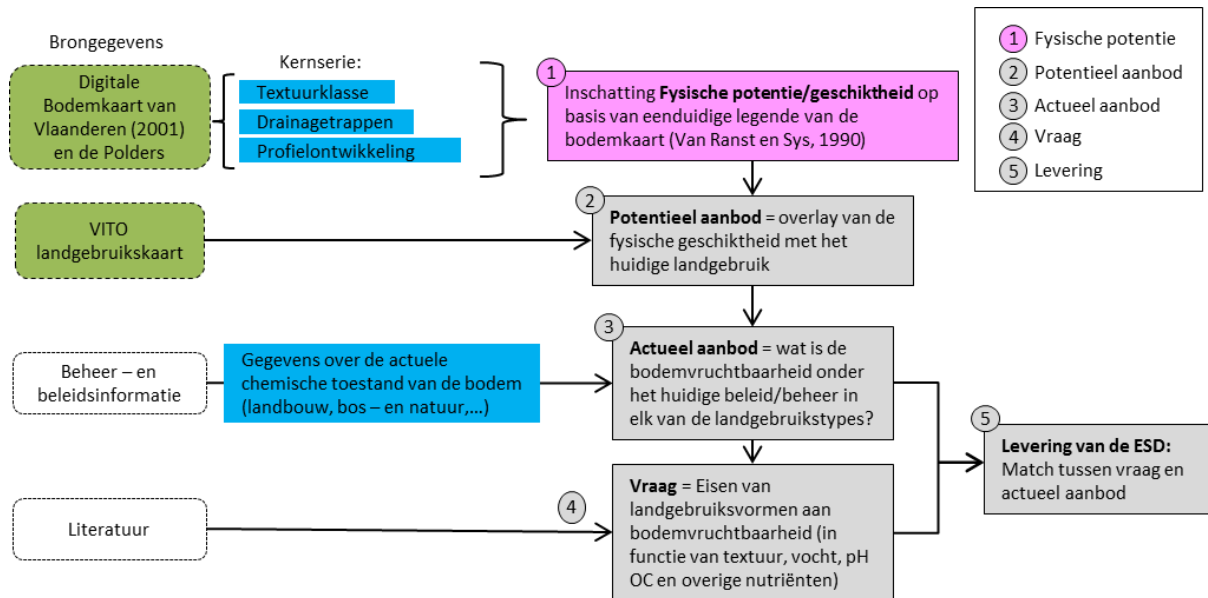 Brongegevens
Digitale
Bodemkaart van
Vlaanderen (2001)
en de Polders
Kernserie:
Textuurklasse
Drainagetrappen
Profielontwikkeling
1
Inschatting Fysische potentie/geschiktheid op
basis van eenduidige legende van de
bodemkaart (Van Ranst en Sys, 1990)
1 Fysische potentie
2 Potentieel aanbod
3 Actueel aanbod
4 Vraag
5 Levering
VITO
landgebruikskaart
2
Potentieel aanbod = overlay van de
fysische geschiktheid met het
huidige landgebruik
Beheer – en
beleidsinformatie
Gegevens over de actuele
chemische toestand van de bodem
(landbouw, bos – en natuur,...)
3
Actueel aanbod = wat is de
bodemvruchtbaarheid onder
het huidige beleid/beheer in
elk van de landgebruikstypes?
5
Levering van de ESD:
Match tussen vraag en
actueel aanbod
Literatuur
4
Vraag = Eisen van
landgebruiksvormen aan
bodemvruchtbaarheid (in
functie van textuur, vocht, pH
OC en overige nutriënten)